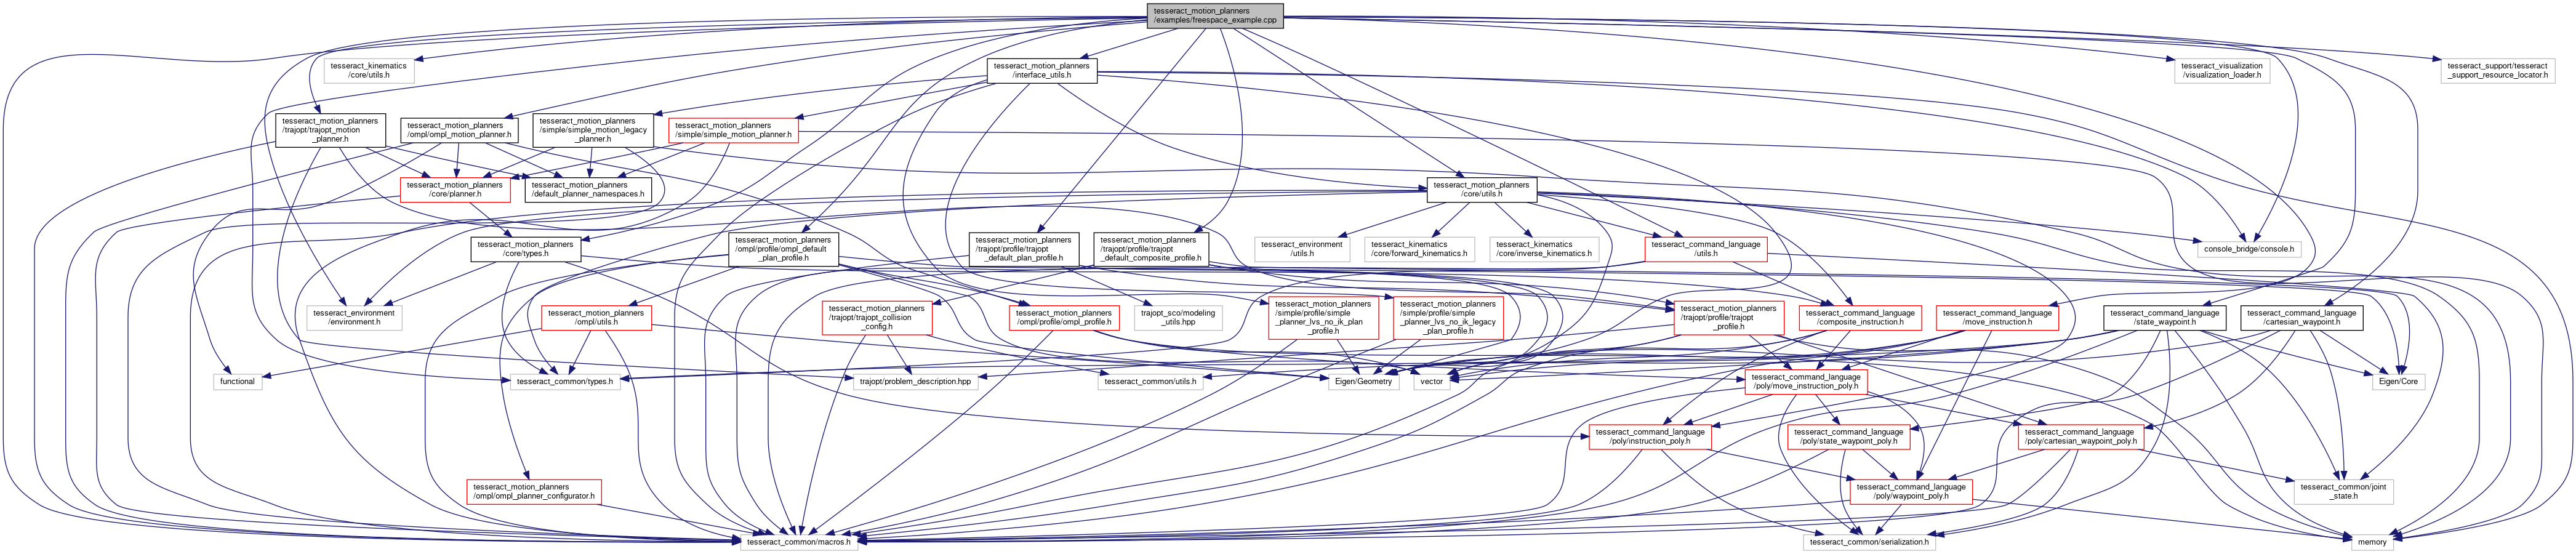 tesseract_motion_planners
/examples/freespace_example.cpp
tesseract_kinematics
/core/utils.h
tesseract_motion_planners
/interface_utils.h
tesseract_visualization
/visualization_loader.h
tesseract_support/tesseract
_support_resource_locator.h
tesseract_motion_planners
/trajopt/trajopt_motion
_planner.h
tesseract_motion_planners
/ompl/ompl_motion_planner.h
tesseract_motion_planners
/simple/simple_motion_legacy
_planner.h
tesseract_motion_planners
/simple/simple_motion_planner.h
tesseract_motion_planners
/core/planner.h
tesseract_motion_planners
/default_planner_namespaces.h
tesseract_motion_planners
/core/utils.h
tesseract_motion_planners
/core/types.h
tesseract_motion_planners
/ompl/profile/ompl_default
_plan_profile.h
tesseract_motion_planners
/trajopt/profile/trajopt
_default_plan_profile.h
tesseract_motion_planners
/trajopt/profile/trajopt
_default_composite_profile.h
tesseract_environment
/utils.h
tesseract_kinematics
/core/forward_kinematics.h
tesseract_kinematics
/core/inverse_kinematics.h
tesseract_command_language
/utils.h
console_bridge/console.h
tesseract_environment
/environment.h
tesseract_motion_planners
/ompl/utils.h
tesseract_motion_planners
/trajopt/trajopt_collision
_config.h
tesseract_motion_planners
/ompl/profile/ompl_profile.h
trajopt_sco/modeling
_utils.hpp
tesseract_motion_planners
/simple/profile/simple
_planner_lvs_no_ik_plan
_profile.h
tesseract_motion_planners
/simple/profile/simple
_planner_lvs_no_ik_legacy
_plan_profile.h
tesseract_motion_planners
/trajopt/profile/trajopt
_profile.h
tesseract_command_language
/composite_instruction.h
tesseract_command_language
/move_instruction.h
tesseract_command_language
/state_waypoint.h
tesseract_command_language
/cartesian_waypoint.h
functional
tesseract_common/types.h
trajopt/problem_description.hpp
tesseract_common/utils.h
Eigen/Geometry
vector
tesseract_command_language
/poly/move_instruction_poly.h
Eigen/Core
tesseract_command_language
/poly/instruction_poly.h
tesseract_command_language
/poly/state_waypoint_poly.h
tesseract_command_language
/poly/cartesian_waypoint_poly.h
tesseract_motion_planners
/ompl/ompl_planner_configurator.h
tesseract_command_language
/poly/waypoint_poly.h
tesseract_common/joint
_state.h
tesseract_common/macros.h
tesseract_common/serialization.h
memory